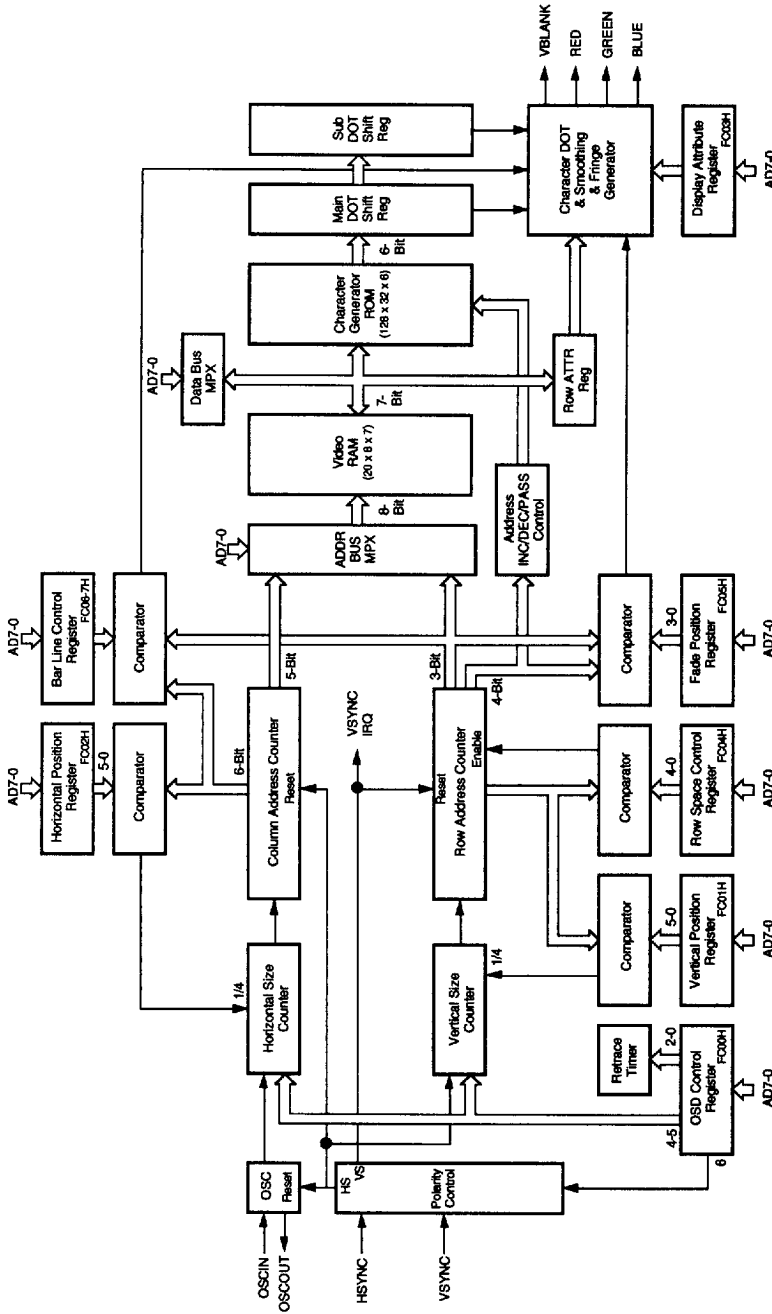 AD7-0
Horizontal Position
Register
FC02H
5-0
Comparator
AD7-0
Bar Line Control
Register
FC06-7H
Comparator
AD7-0
Data Bus
MPX
OSCIN
OSCOUT
OSC
Reset
1/4
Horizontal Size
Counter
6-Bit
Column Address Counter
Reset
5-Bit
AD7-0
ADDR
BUS
MPX
8-
Bit
Video
RAM
(20 x 8 x 7)
7-
Bit
Character
Generator
ROM
(128 x 32 x 6)
6-
Bit
Main
DOT
Shift
Reg
Sub
DOT
Shift
Reg
HSYNC
VSYNC
HS
VS
Polarity
Control
VSYNC
IRQ
Vertical Size
Counter
1/4
Reset
Row Address Counter
Enable
3-Bit
4-Bit
Address
INC/DEC/PASS
Control
Row ATTR
Reg
Character DOT
& Smoothing
& Fringe
Generator
VBLANK
RED
GREEN
BLUE
4-5
6
OSD Control
Register
FC00H
AD7-0
2-0
Retrace
Timer
Comparator
5-0
Vertical Position
Register
FC01H
AD7-0
Comparator
4-0
Row Space Control
Register
FC04H
AD7-0
Comparator
3-0
Fade Position
Register
FC05H
AD7-0
Display Attribute
Register
FC03H
AD7-0